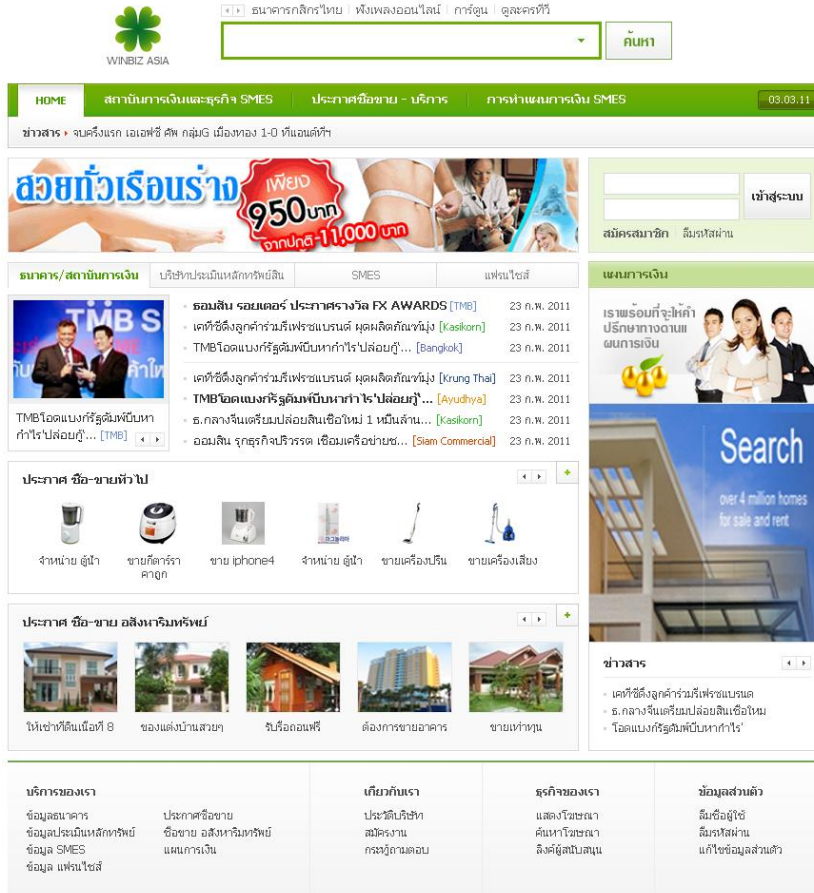 WINBIZ ASIA
ธนาคารกสิกรไทย | ฟังเพลงออนไลน์ | การ์ตูน | ดูละครทีวี
ค้นหา
HOME
สถาบันการเงินและธุรกิจ SMES
ประกาศซื้อขาย - บริการ
การทำแผนการเงิน SMES
03.03.11
ข่าวสาร จบครึ่งแรก เอเอฟซี คัพ กลุ่มG เมืองทอง 1-0 ที่แอนด์ที่ฯ
สวยทั่วเรือนร่าง
เพียง
950บาท
จากปกติ 11,000 บาท
เข้าสู่ระบบ
สมัครสมาชิก | ลืมรหัสผ่าน
ธนาคาร/สถาบันการเงิน
บริษัทประเมินหลักทรัพย์สิน
SMES
แฟรนไชส์
แผนการเงิน
TMB S
TMBโอดแบงก์รัฐดัมพ์บีบหา
กำไร'ปล่อยกู้'... [TMB]
ธอมสัน รอยเตอร์ ประกาศรางวัล FX AWARDS [TMB] 23 ก.พ. 2011
เคทีซีดึงลูกค้าร่วมรีเฟรชแบรนด์ ผุดผลิตภัณฑ์มุ่ง [Kasikorn] 23 ก.พ. 2011
TMBโอดแบงก์รัฐดัมพ์บีบหากำไร'ปล่อยกู้'... [Bangkok] 23 ก.พ. 2011
เคทีซีดึงลูกค้าร่วมรีเฟรชแบรนด์ ผุดผลิตภัณฑ์มุ่ง [Krung Thai] 23 ก.พ. 2011
TMBโอดแบงก์รัฐดัมพ์บีบหากำไร'ปล่อยกู้'... [Ayudhya] 23 ก.พ. 2011
ธ.กลางจีนเตรียมปล่อยสินเชื่อใหม่ 1 หมื่นล้าน... [Kasikorn] 23 ก.พ. 2011
ออมสิน รุกธุรกิจปริวรรต เชื่อมเครือข่ายช... [Siam Commercial] 23 ก.พ. 2011
เราพร้อมที่จะให้คำ
ปรึกษาทางด้านแ
ผนการเงิน
Search
over 4 million homes
for sale and rent
ประกาศ ซื้อ-ขายทั่วไป
จำหน่าย ตู้น้ำ
ขายกีตาร์รา
คาถูก
ขาย iphone4
จำหน่าย ตู้น้ำ
ขายเครื่องปริ้น
ขายเครื่องเสียง
ประกาศ ซื้อ-ขาย อสังหาริมทรัพย์
ให้เช่าที่ดินเนื้อที่ 8
ของแต่งบ้านสวยๆ
รับรื้อถอนฟรี
ต้องการขายอาคาร
ขายเท่าทุน
ข่าวสาร
เคทีซีดึงลูกค้าร่วมรีเฟรชแบรนด
ธ.กลางจีนเตรียมปล่อยสินเชื่อใหม
โอดแบงก์รัฐดัมพ์บีบหากำไร'
บริการของเรา
ข้อมูลธนาคาร
ข้อมูลประเมินหลักทรัพย์
ข้อมูล SMES
ข้อมูล แฟรนไชส์
ประกาศซื้อขาย
ซื้อขาย อสังหาริมทรัพย์
แผนการเงิน
เกี่ยวกับเรา
ประวัติบริษัท
สมัครงาน
กระทู้ถามตอบ
ธุรกิจของเรา
แสดงโฆษณา
ค้นหาโฆษณา
ลิงค์ผู้สนับสนุน
ข้อมูลส่วนตัว
ลืมชื่อผู้ใช้
ลืมรหัสผ่าน
แก้ไขข้อมูลส่วนตัว